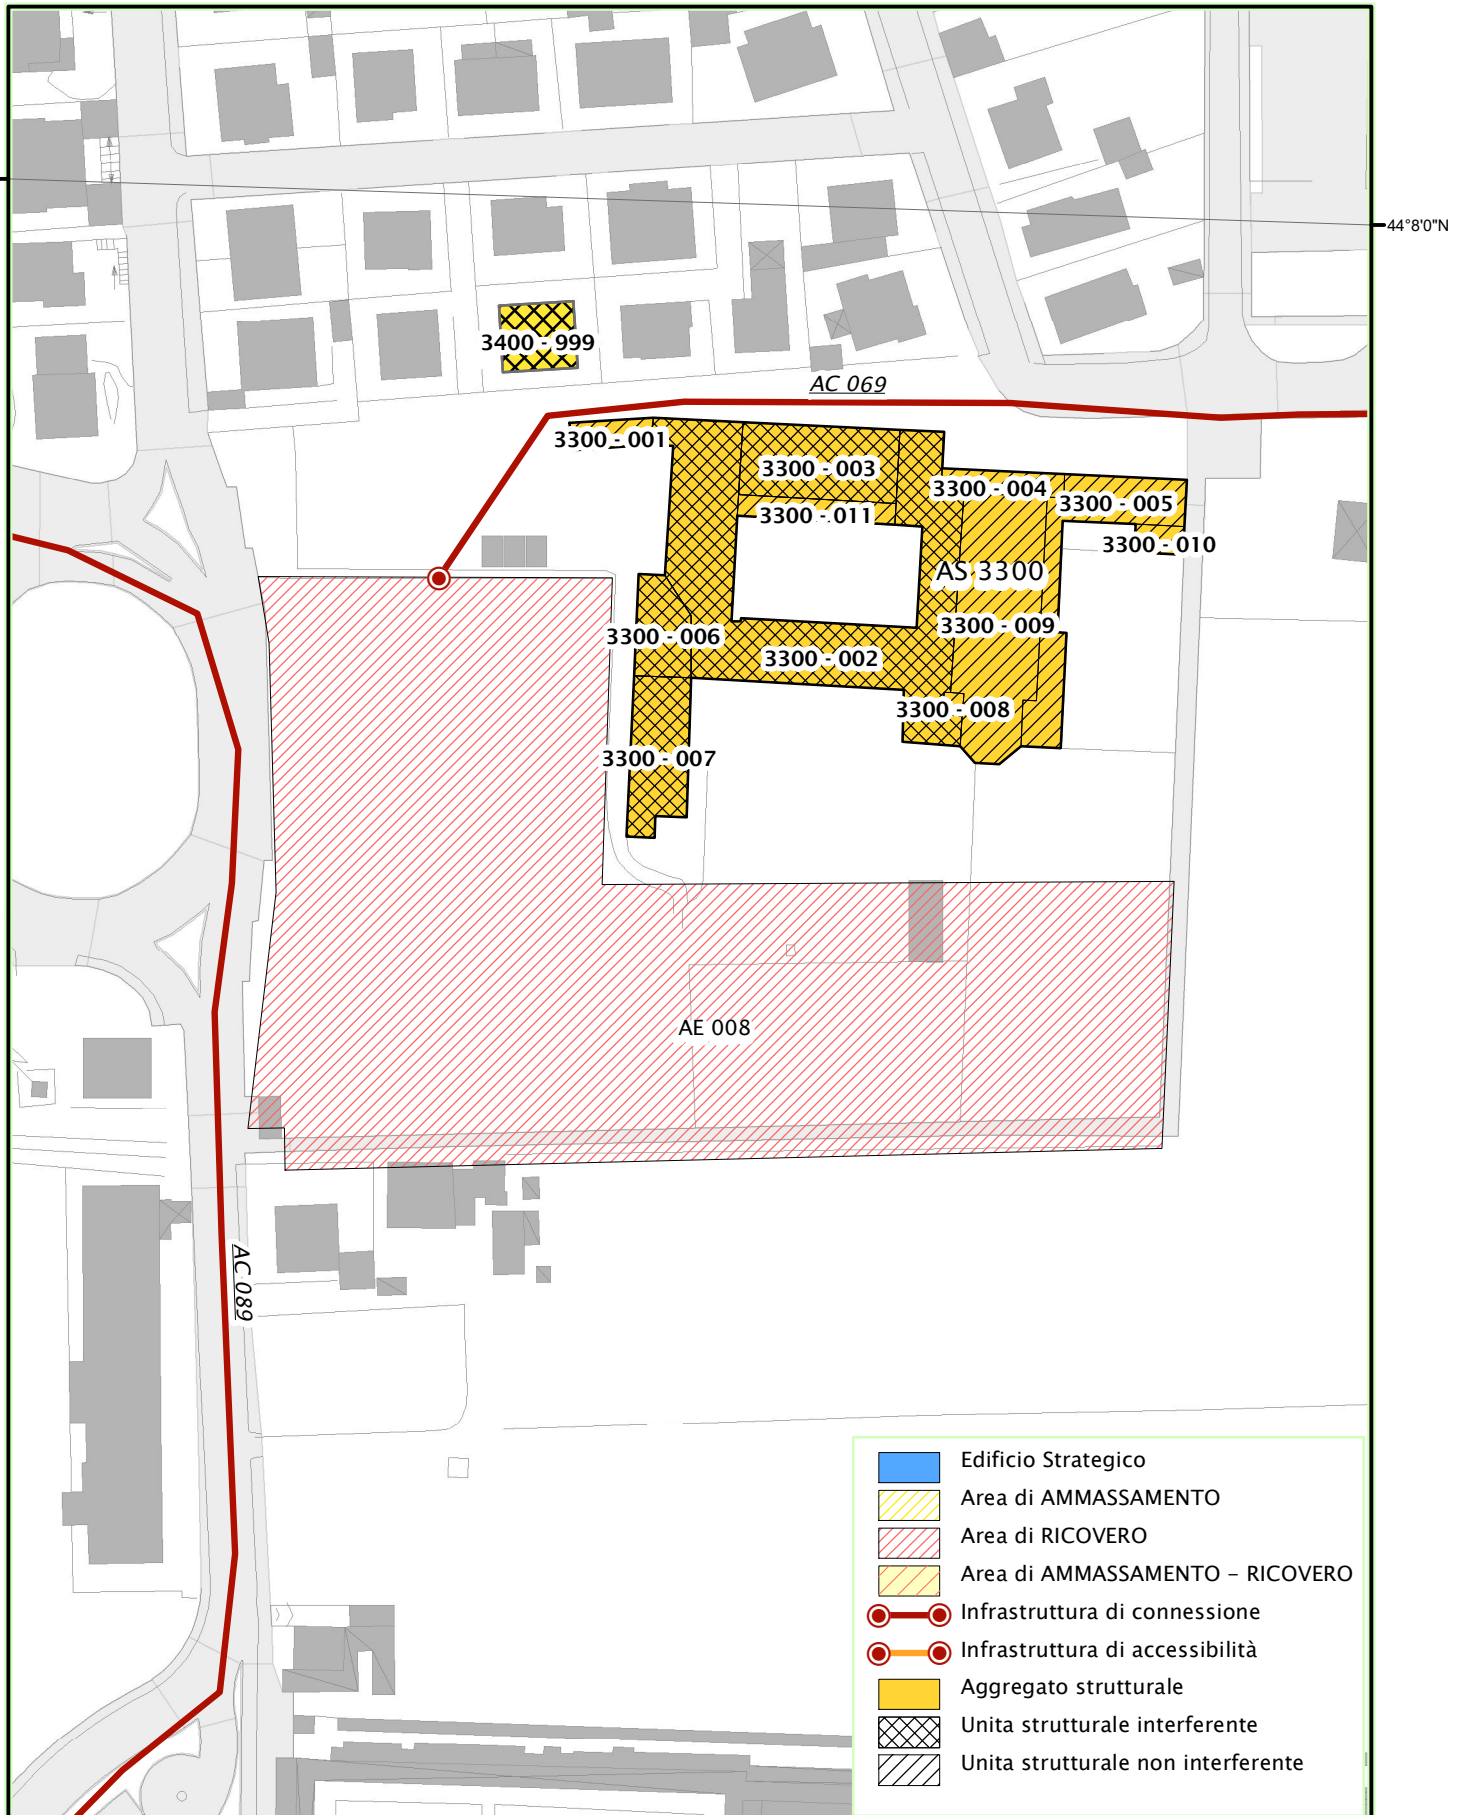 44°8'0"N
3400 - 999
AC 069
3300 - 001
3300 - 003
3300 - 004
3300 - 005
3300 - 011
3300 - 010
AS 3300
3300 - 009
3300 - 006
3300 - 002
3300 - 008
3300 - 007
AE 008
AC 089
Edificio Strategico
Area di AMMASSAMENTO
Area di RICOVERO
Area di AMMASSAMENTO - RICOVERO
Infrastruttura di connessione
Infrastruttura di accessibilità
Aggregato strutturale
Unita strutturale interferente
Unita strutturale non interferente